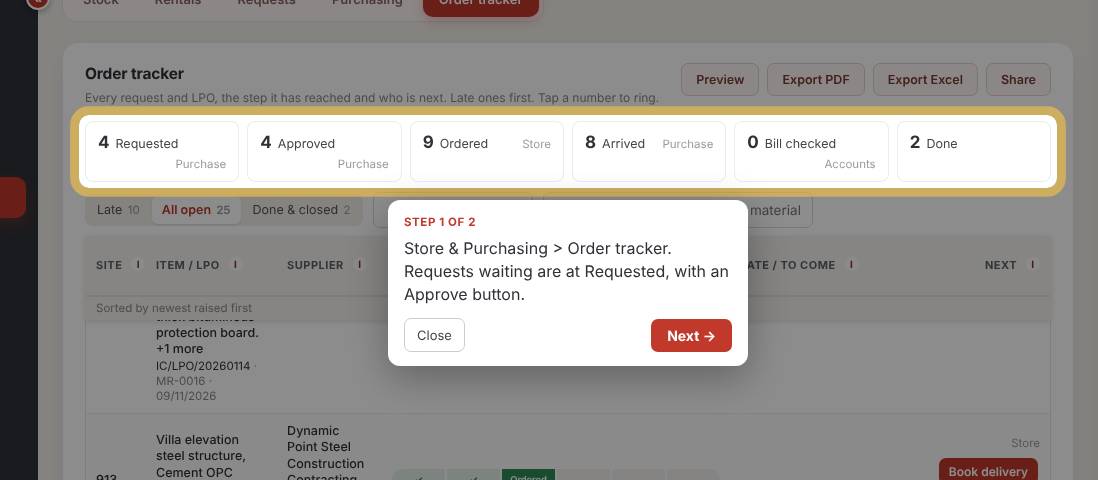 Stock Rentals Requests Purchasing Order tracker
Order tracker
Preview Export PDF Export Excel Share
Every request and LPO, the step it has reached and who is next. Late ones first. Tap a number to ring.
4 Requested Purchase
4 Approved Purchase
9 Ordered Store
8 Arrived Purchase
0 Bill checked Accounts
2 Done
Late 10 All open 25 Done & closed 2
material
STEP 1 OF 2
Store & Purchasing > Order tracker.
Requests waiting are at Requested, with an
Approve button.
Close Next →
SITE ITEM / LPO SUPPLIER ATE / TO COME NEXT
Sorted by newest raised first
protection board.
+1 more
IC/LPO/20260114 ·
MR-0016 ·
09/11/2026
Villa elevation
steel structure,
Cement OPC
Dynamic
Point Steel
Construction
Contracting
913
Ordered
Store
Book delivery